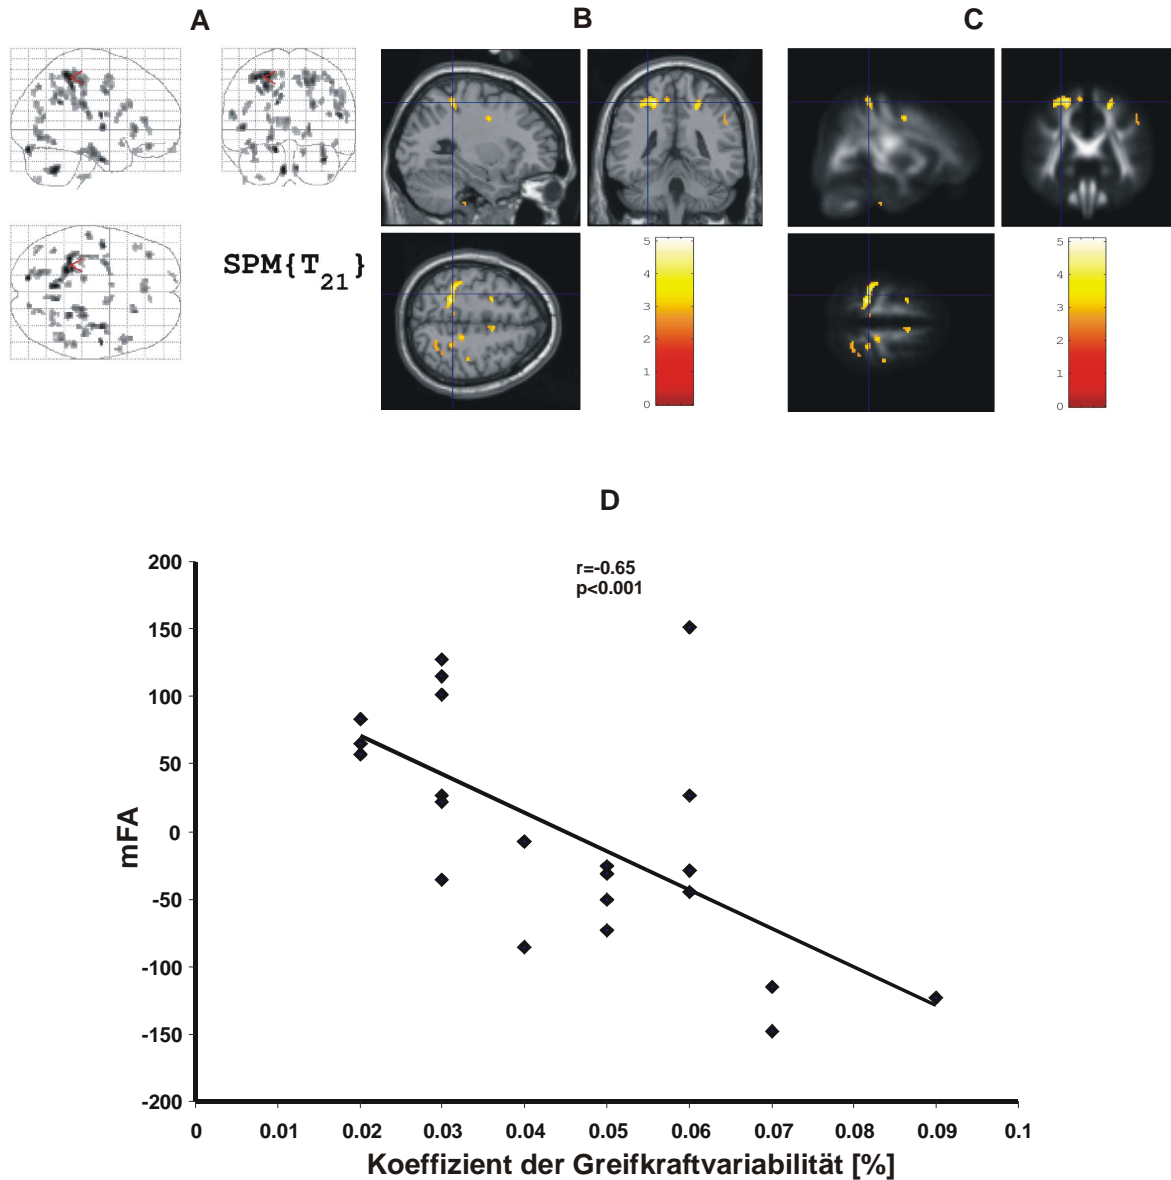 A
B
C
SPM{T21}
5
4
3
2
1
0
5
4
3
2
1
0
D
r=-0.65
p<0.001
200
150
100
50
0
-50
-100
-150
-200
mFA
0 0.01 0.02 0.03 0.04 0.05 0.06 0.07 0.08 0.09 0.1
Koeffizient der Greifkraftvariabilität [%]